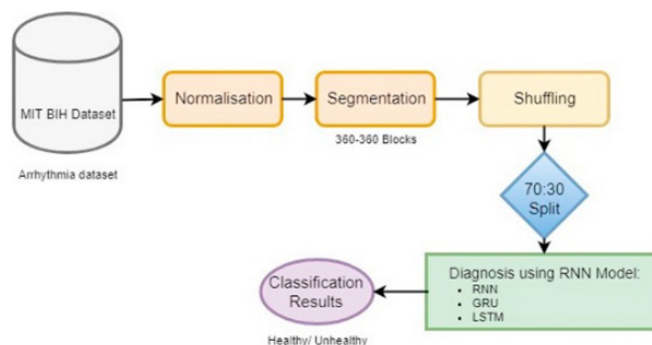 MIT BIH Dataset
Arrhythmia dataset
Normalisation
Segmentation
360-360 Blocks
Shuffling
70:30
Split
Diagnosis using RNN Model:
• RNN
• GRU
• LSTM
Classification
Results
Healthy/ Unhealthy